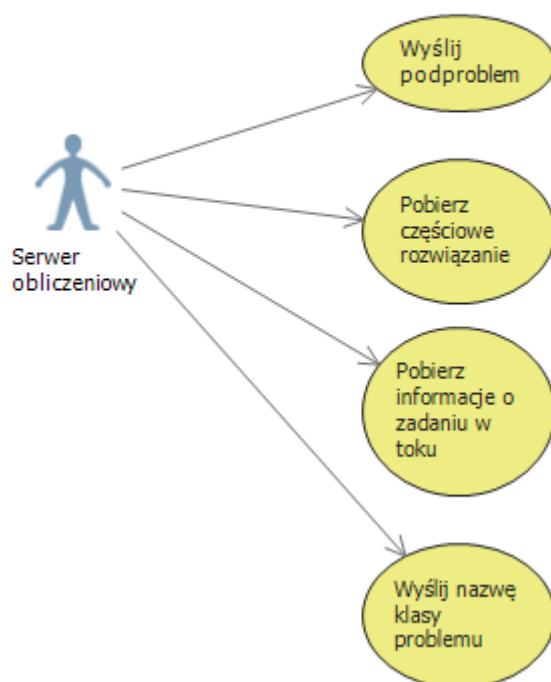 Wyślij
podproblem
Serwer
obliczeniowy
Pobierz
częściowe
rozwiązanie
Pobierz
informacje o
zadaniu w
toku
Wyślij nazwę
klasy
problemu